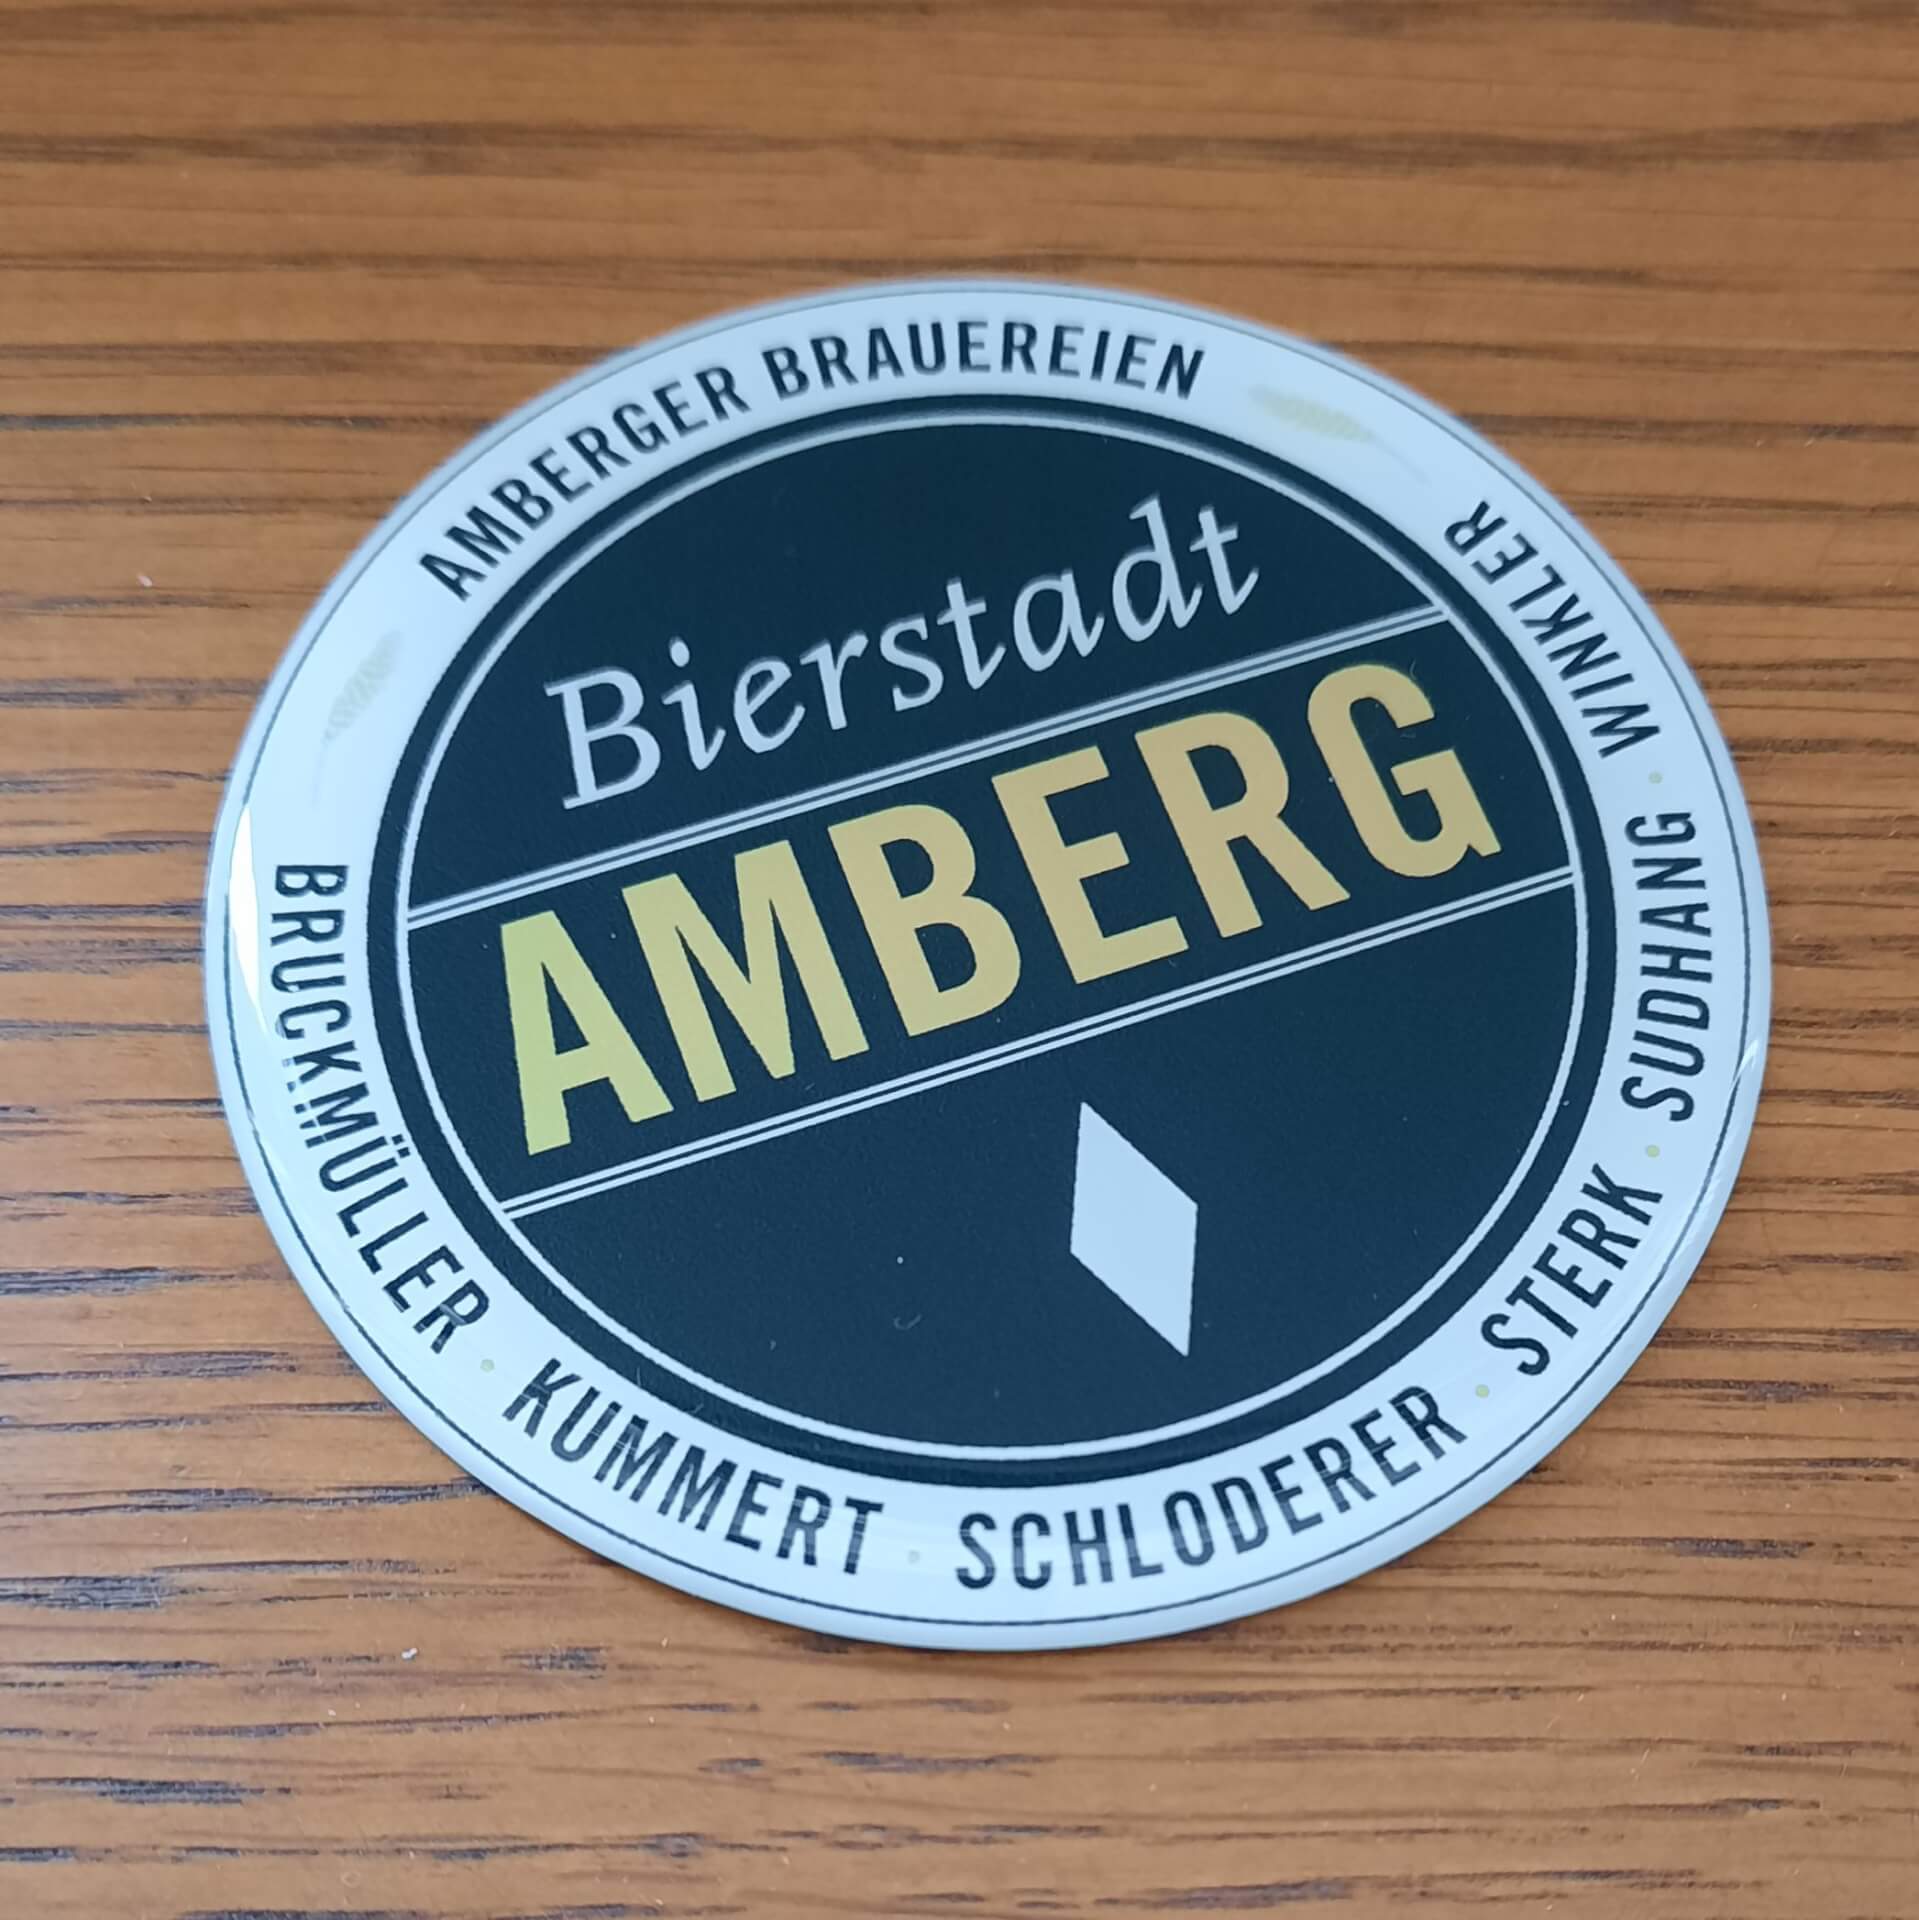 AMBERGER BRAUEREIEN
Bierstadt
AMBERG
BRUCKMÜLLER · KUMMERT · SCHLODERER · STERK · SUDHANG · WINKLER